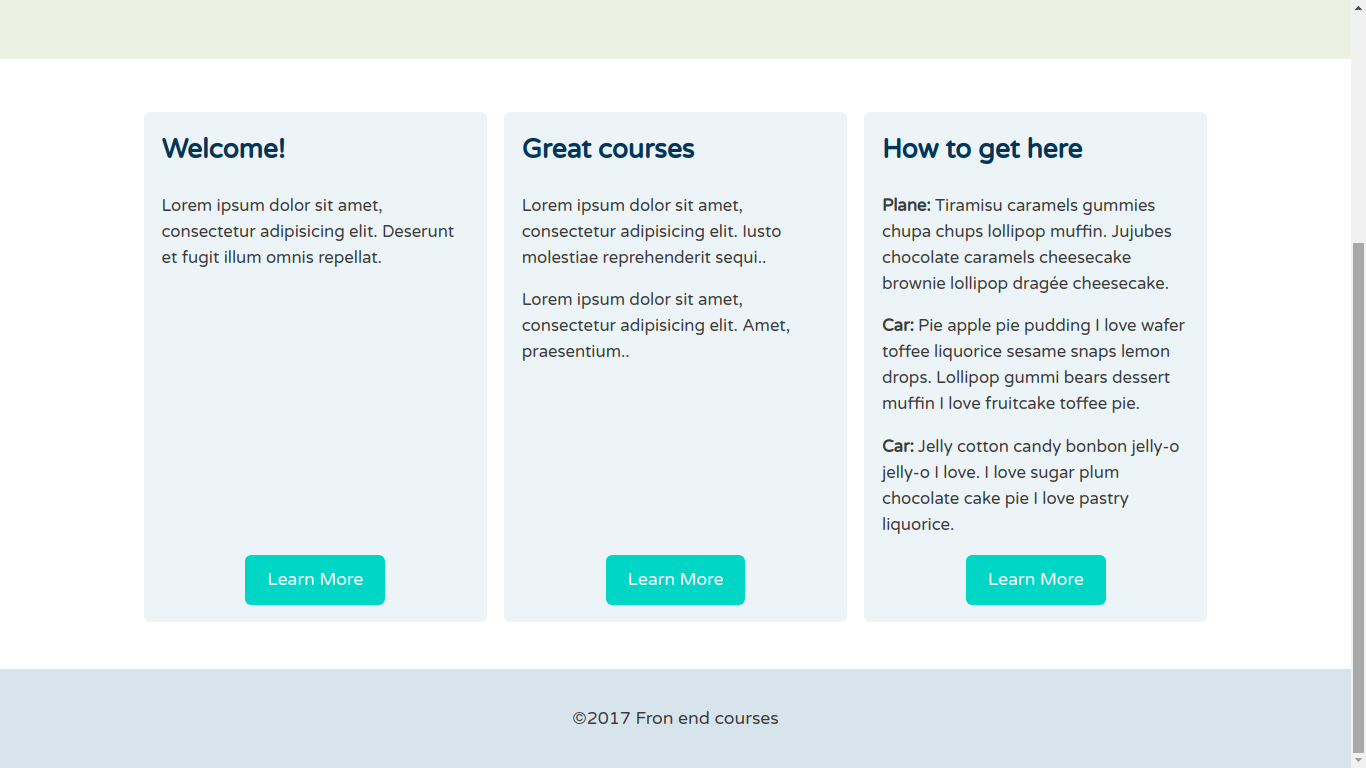 Welcome!
Lorem ipsum dolor sit amet,
consectetur adipisicing elit. Deserunt
et fugit illum omnis repellat.
Learn More
Great courses
Lorem ipsum dolor sit amet,
consectetur adipisicing elit. Iusto
molestiae reprehenderit sequi..
Lorem ipsum dolor sit amet,
consectetur adipisicing elit. Amet,
praesentium..
Learn More
How to get here
Plane: Tiramisu caramels gummies
chupa chups lollipop muffin. Jujubes
chocolate caramels cheesecake
brownie lollipop dragée cheesecake.
Car: Pie apple pie pudding I love wafer
toffee liquorice sesame snaps lemon
drops. Lollipop gummi bears dessert
muffin I love fruitcake toffee pie.
Car: Jelly cotton candy bonbon jelly-o
jelly-o I love. I love sugar plum
chocolate cake pie I love pastry
liquorice.
Learn More
©2017 Fron end courses